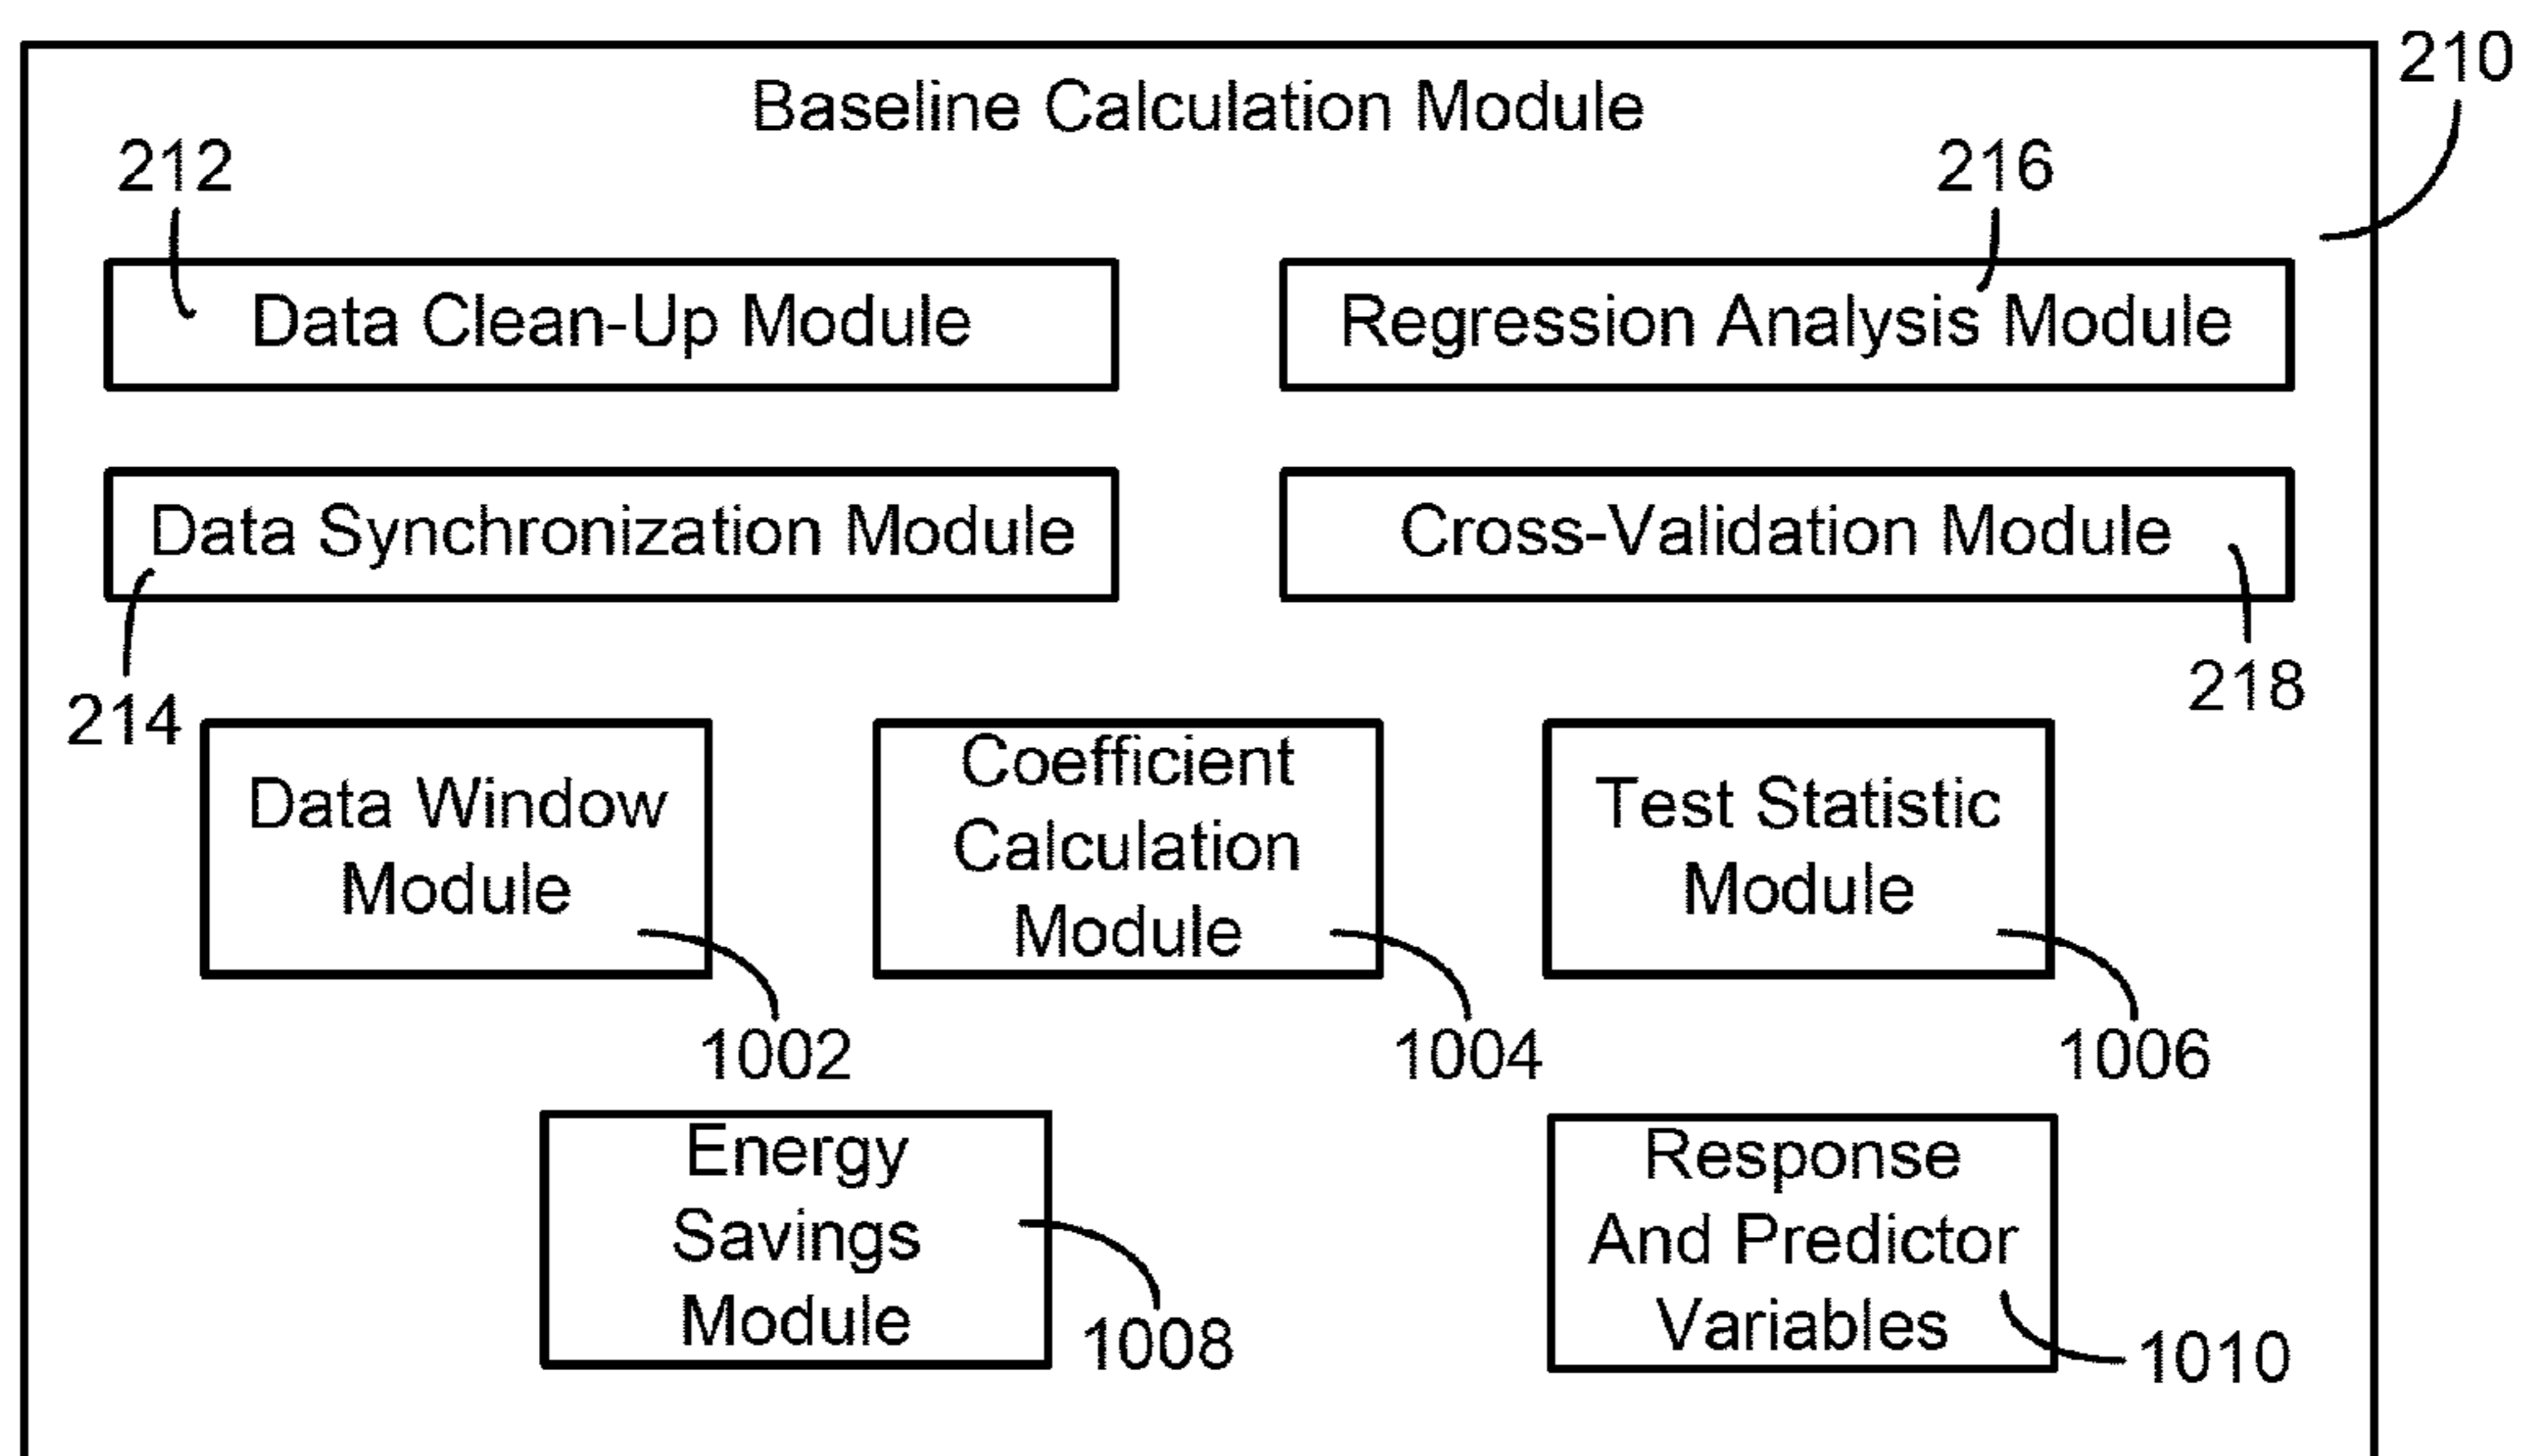 210
Baseline Calculation Module
212
216
Data Clean-Up Module
Regression Analysis Module
Data Synchronization Module
Cross-Validation Module
214
218
Data Window
Module
Coefficient
Calculation
Module
Test Statistic
Module
1002
1004
1006
Energy
Savings
Module
1008
Response
And Predictor
Variables
1010